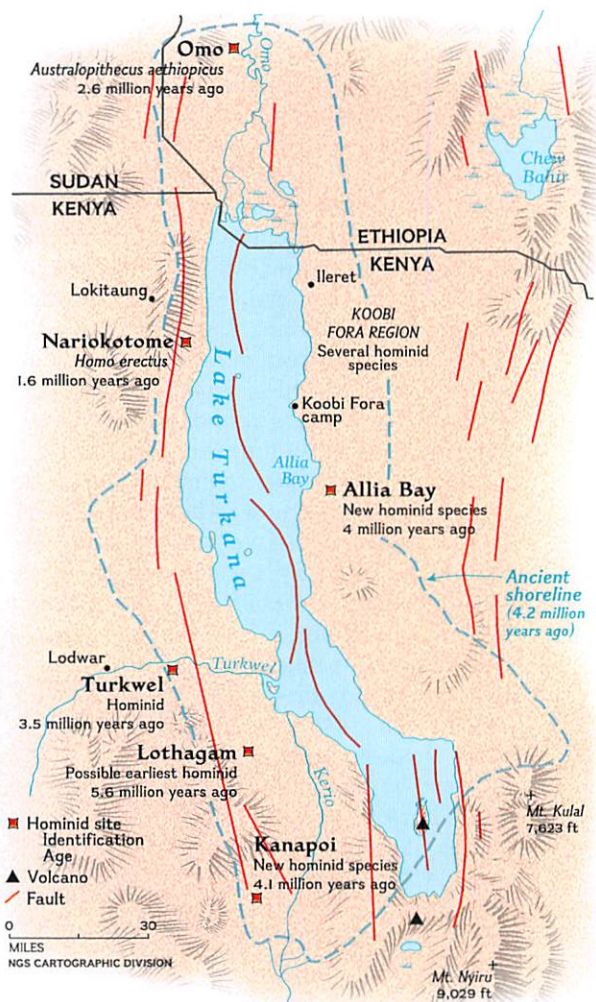 Omo
Australopithecus aethiopicus
2.6 million years ago
Omo
Chew
Bahir
SUDAN
KENYA
ETHIOPIA
KENYA
Ileret
Lokitaung
KOOBI
FORA REGION
Several hominid
species
Nariokotome
Homo erectus
1.6 million years ago
Lake Turkana
Koobi Fora
camp
Allia
Bay
Allia Bay
New hominid species
4 million years ago
Ancient
shoreline
(4.2 million
years ago)
Lodwar
Turkwel
Turkwel
Hominid
3.5 million years ago
Lothagam
Possible earliest hominid
5.6 million years ago
Kerio
Mt. Kulal
7,623 ft
Hominid site
Identification
Age
Volcano
Fault
Kanapoi
New hominid species
4.1 million years ago
0 30
MILES
NGS CARTOGRAPHIC DIVISION
Mt. Nyiru
9,029 ft